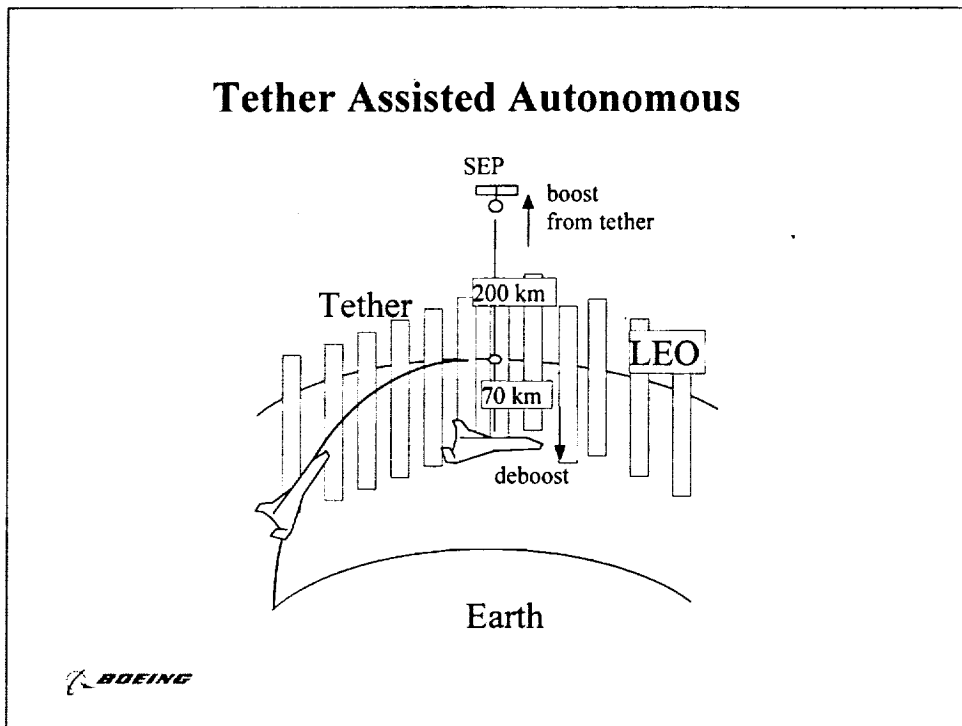 Tether Assisted Autonomous
SEP
boost
from tether
200 km
Tether
LEO
70 km
deboost
Earth
BOEING